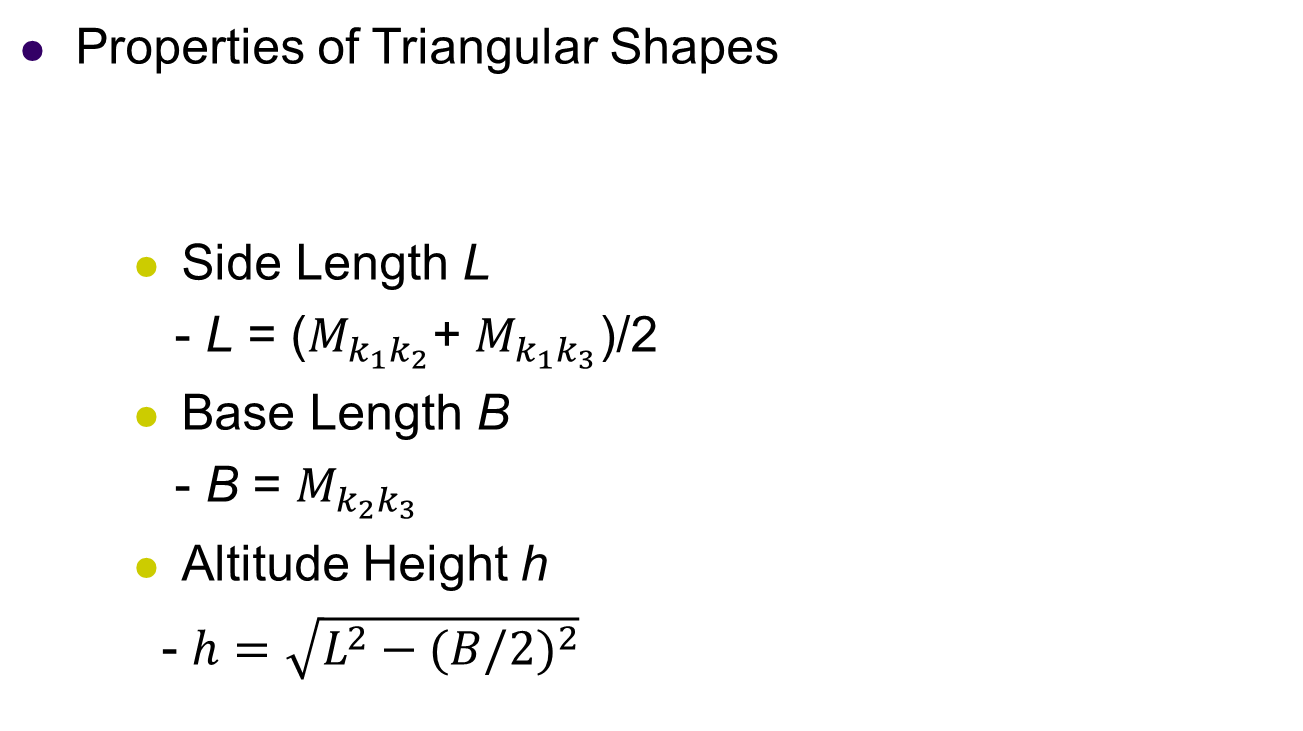 ● Properties of Triangular Shapes
● Side Length L
- L = (M_{k_1k_2} + M_{k_1k_3})/2
● Base Length B
- B = M_{k_2k_3}
● Altitude Height h
- h = √(L² − (B/2)²)